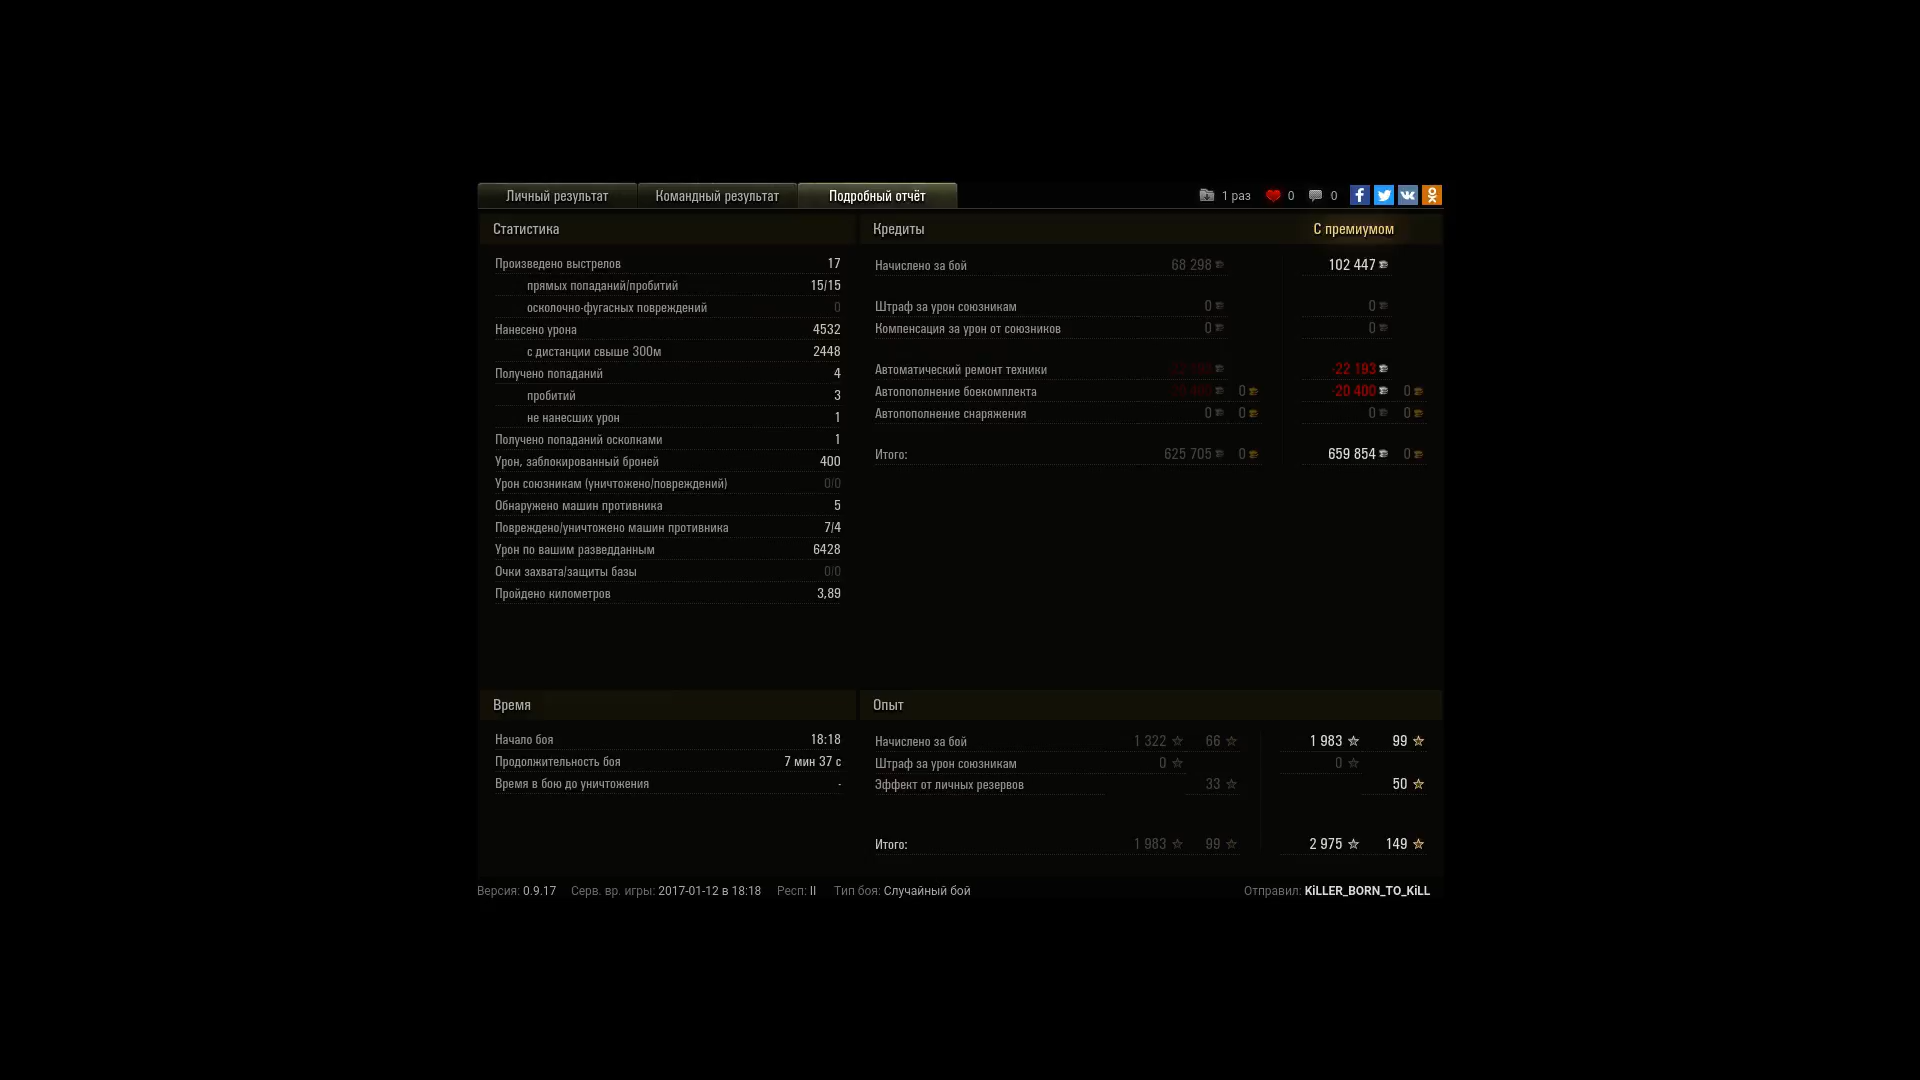 Личный результат Командный результат Подробный отчёт 1 раз 0 0
Статистика
Произведено выстрелов 17
прямых попаданий/пробитий 15/15
осколочно-фугасных повреждений 0
Нанесено урона 4532
с дистанции свыше 300м 2448
Получено попаданий 4
пробитий 3
не нанесших урон 1
Получено попаданий осколками 1
Урон, заблокированный броней 400
Урон союзникам (уничтожено/повреждений) 0/0
Обнаружено машин противника 5
Повреждено/уничтожено машин противника 7/4
Урон по вашим разведданным 6428
Очки захвата/защиты базы 0/0
Пройдено километров 3,89
Кредиты С премиумом
Начислено за бой 68 298 102 447
Штраф за урон союзникам 0 0
Компенсация за урон от союзников 0 0
Автоматический ремонт техники -22 193
Автопополнение боекомплекта -20 400 0 -20 400 0
Автопополнение снаряжения 0 0 0 0
Итого: 625 705 0 659 854 0
Время
Начало боя 18:18
Продолжительность боя 7 мин 37 с
Время в бою до уничтожения -
Опыт
Начислено за бой 1 322 66 1 983 99
Штраф за урон союзникам 0 0
Эффект от личных резервов 33 50
Итого: 1 983 99 2 975 149
Версия: 0.9.17 Серв. вр. игры: 2017-01-12 в 18:18 Респ: II Тип боя: Случайный бой Отправил: KiLLER_BORN_TO_KiLL